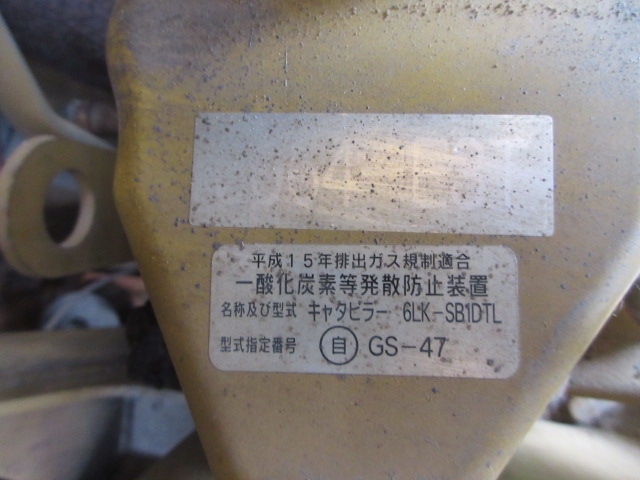 平成15年排出ガス規制適合
一酸化炭素等発散防止装置
名称及び型式 キャタピラー 6LK-SB1DTL
型式指定番号 自 GS-47